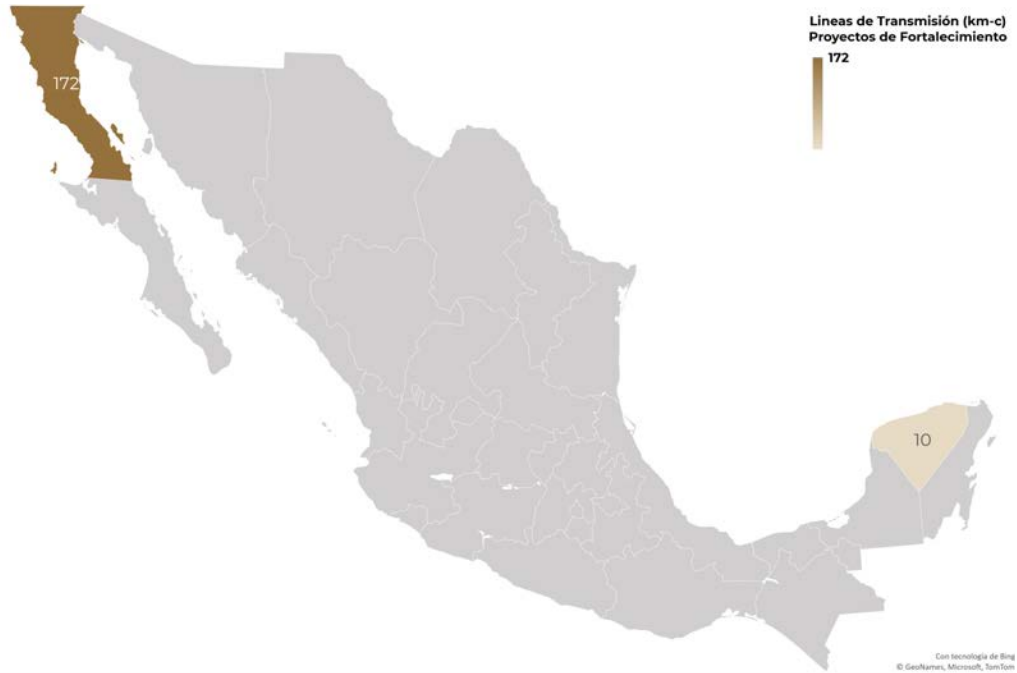 Lineas de Transmisión (km-c)
Proyectos de Fortalecimiento
172
172
10
Con tecnología de Bing
© GeoNames, Microsoft, TomTom